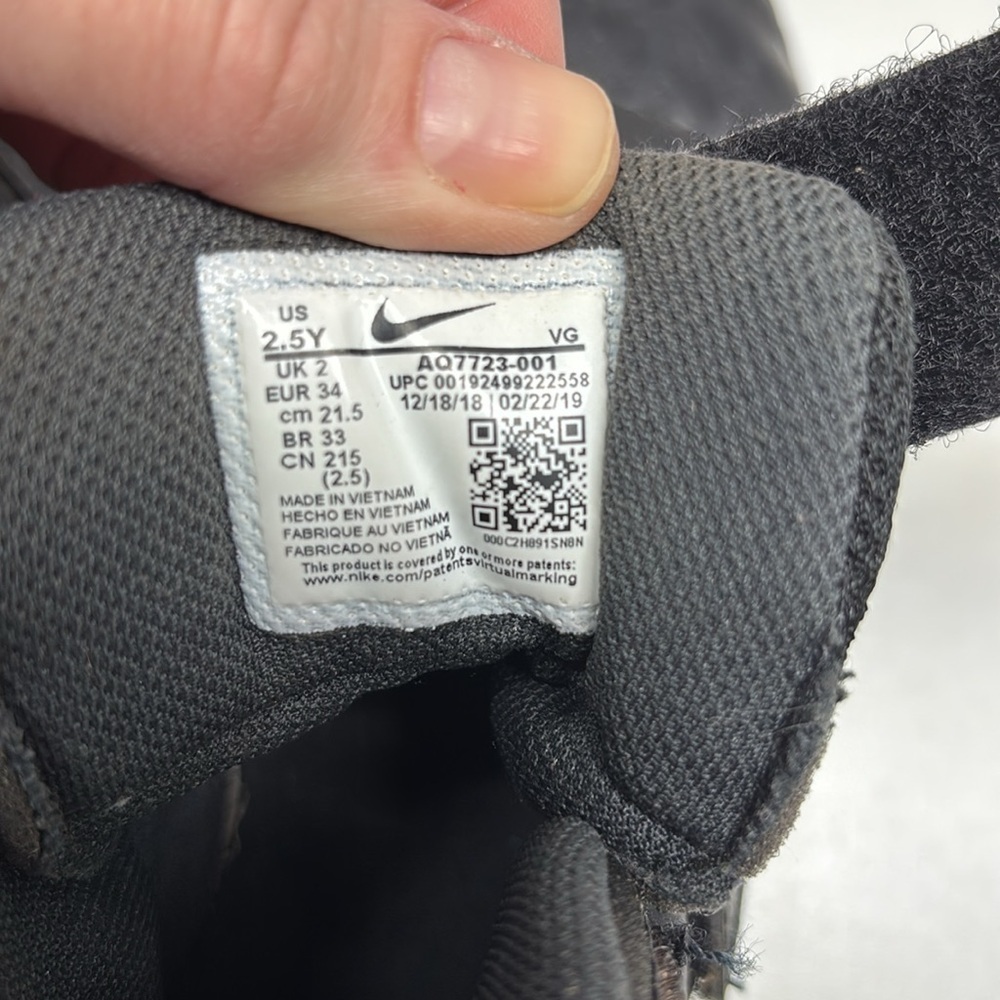 US
2.5Y
VG
UK 2
EUR 34
cm 21.5
BR 33
CN 215
(2.5)
AQ7723-001
UPC 00192499222558
12/18/18 | 02/22/19
000C2H891SN8N
MADE IN VIETNAM
HECHO EN VIETNAM
FABRIQUE AU VIETNAM
FABRICADO NO VIETNÃ
This product is covered by one or more patents:
www.nike.com/patentsvirtualmarking